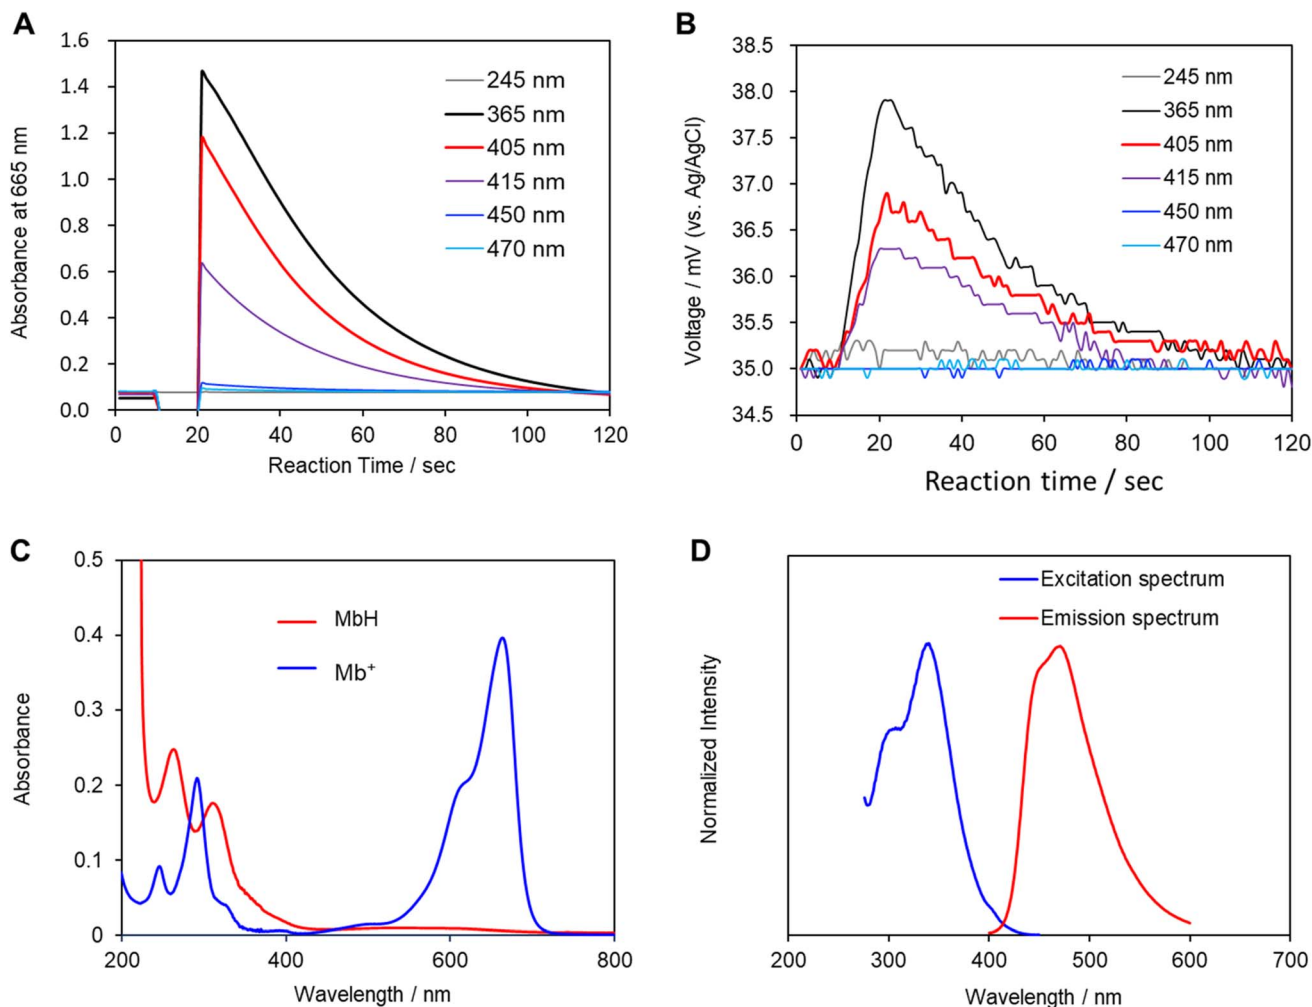 A
1.6
1.4
1.2
1.0
0.8
0.6
0.4
0.2
0.0
0 20 40 60 80 100 120
Absorbance at 665 nm
Reaction Time / sec
245 nm
365 nm
405 nm
415 nm
450 nm
470 nm
B
38.5
38.0
37.5
37.0
36.5
36.0
35.5
35.0
34.5
0 20 40 60 80 100 120
Voltage / mV (vs. Ag/AgCl)
Reaction time / sec
245 nm
365 nm
405 nm
415 nm
450 nm
470 nm
C
0.5
0.4
0.3
0.2
0.1
0
200 400 600 800
Absorbance
Wavelength / nm
MbH
Mb⁺
D
Normalized Intensity
Excitation spectrum
Emission spectrum
200 300 400 500 600 700
Wavelength / nm